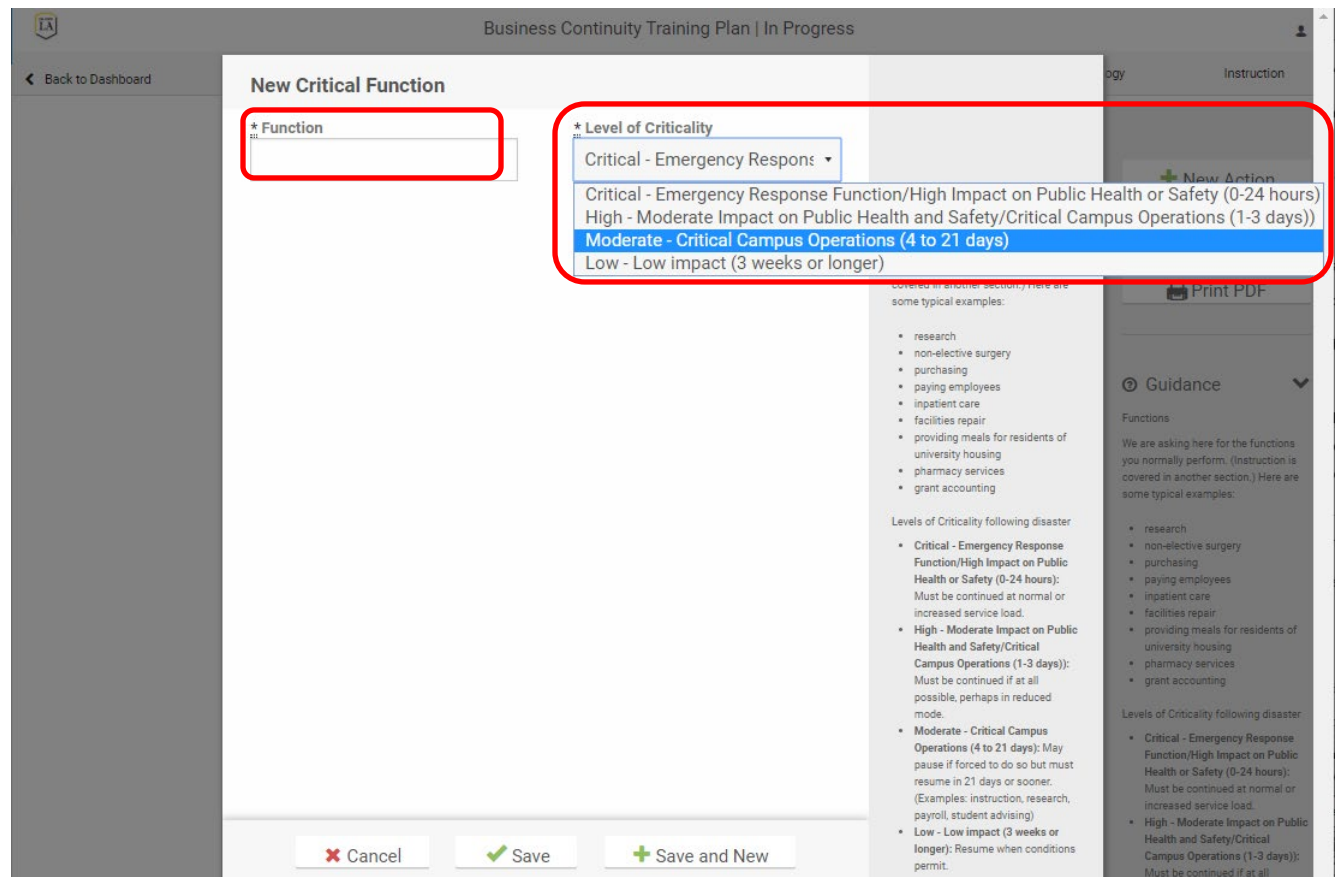 LA
Business Continuity Training Plan | In Progress
Back to Dashboard
New Critical Function
ogy
Instruction
* Function
* Level of Criticality
Critical - Emergency Respons
New Action
Critical - Emergency Response Function/High Impact on Public Health or Safety (0-24 hours)
High - Moderate Impact on Public Health and Safety/Critical Campus Operations (1-3 days))
Moderate - Critical Campus Operations (4 to 21 days)
Low - Low impact (3 weeks or longer)
covered in another section.) Here are
some typical examples:
• research
• non-elective surgery
• purchasing
• paying employees
• inpatient care
• facilities repair
• providing meals for residents of
university housing
• pharmacy services
• grant accounting
Levels of Criticality following disaster
• Critical - Emergency Response
Function/High Impact on Public
Health or Safety (0-24 hours):
Must be continued at normal or
increased service load.
• High - Moderate Impact on Public
Health and Safety/Critical
Campus Operations (1-3 days)):
Must be continued if at all
possible, perhaps in reduced
mode.
• Moderate - Critical Campus
Operations (4 to 21 days): May
pause if forced to do so but must
resume in 21 days or sooner.
(Examples: instruction, research,
payroll, student advising)
• Low - Low impact (3 weeks or
longer): Resume when conditions
permit.
Print PDF
Guidance
Functions
We are asking here for the functions
you normally perform. (Instruction is
covered in another section.) Here are
some typical examples:
• research
• non-elective surgery
• purchasing
• paying employees
• inpatient care
• facilities repair
• providing meals for residents of
university housing
• pharmacy services
• grant accounting
Levels of Criticality following disaster
• Critical - Emergency Response
Function/High Impact on Public
Health or Safety (0-24 hours):
Must be continued at normal or
increased service load.
• High - Moderate Impact on Public
Health and Safety/Critical
Campus Operations (1-3 days)):
Must be continued if at all
Cancel
Save
Save and New